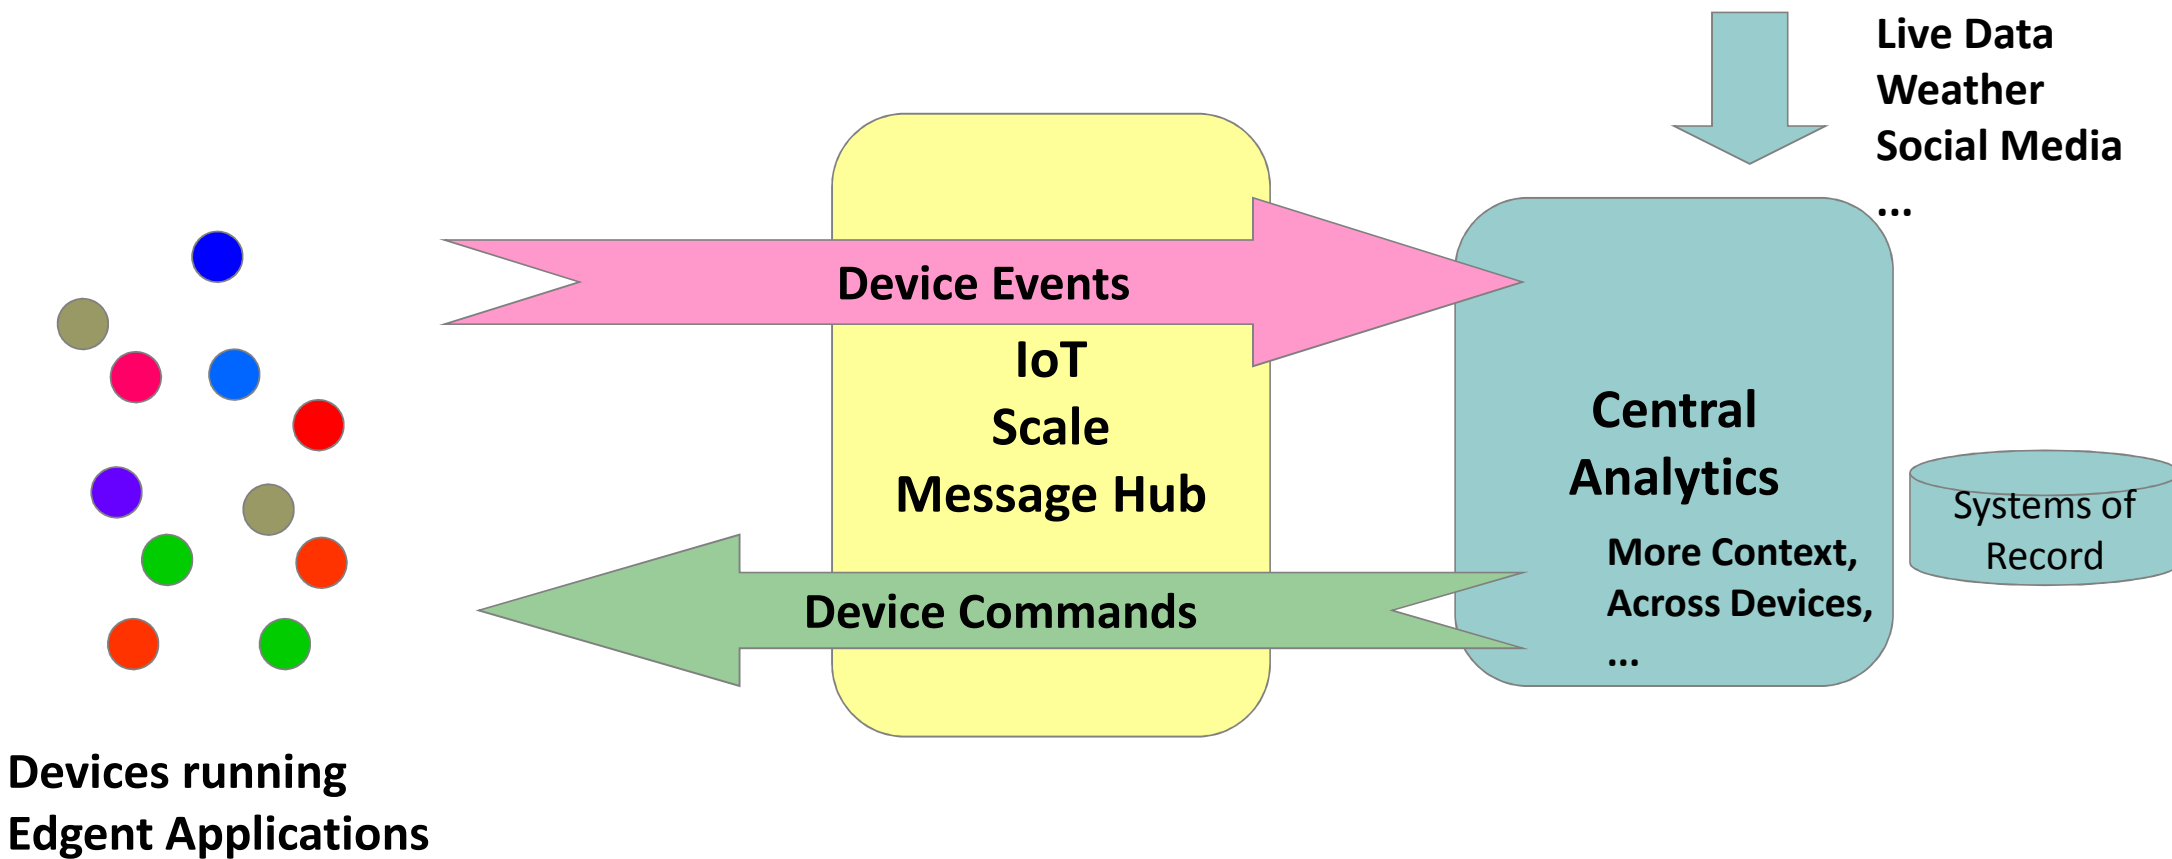 Live Data
Weather
Social Media
...
Device Events
IoT
Scale
Message Hub
Central
Analytics
More Context,
Across Devices,
...
Systems of
Record
Device Commands
Devices running
Edgent Applications